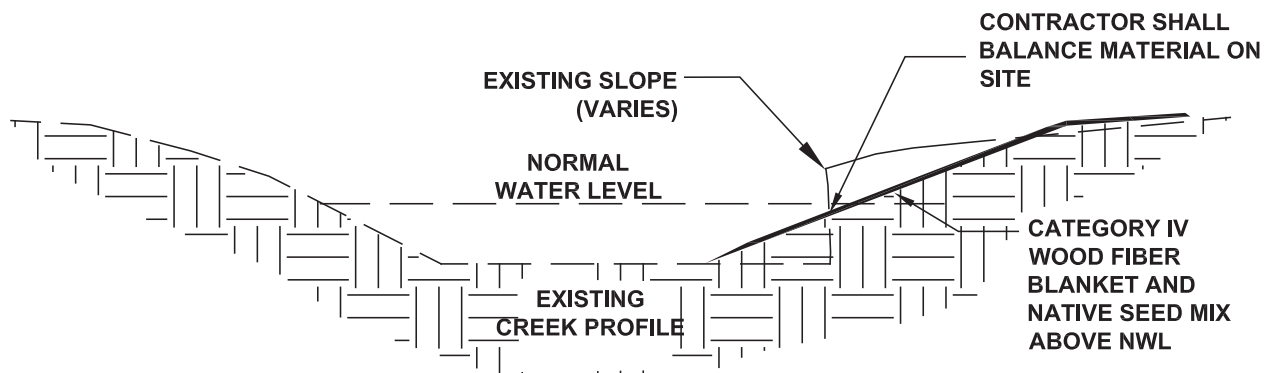 CONTRACTOR SHALL
BALANCE MATERIAL ON
SITE
EXISTING SLOPE
(VARIES)
NORMAL
WATER LEVEL
CATEGORY IV
WOOD FIBER
BLANKET AND
NATIVE SEED MIX
ABOVE NWL
EXISTING
CREEK PROFILE